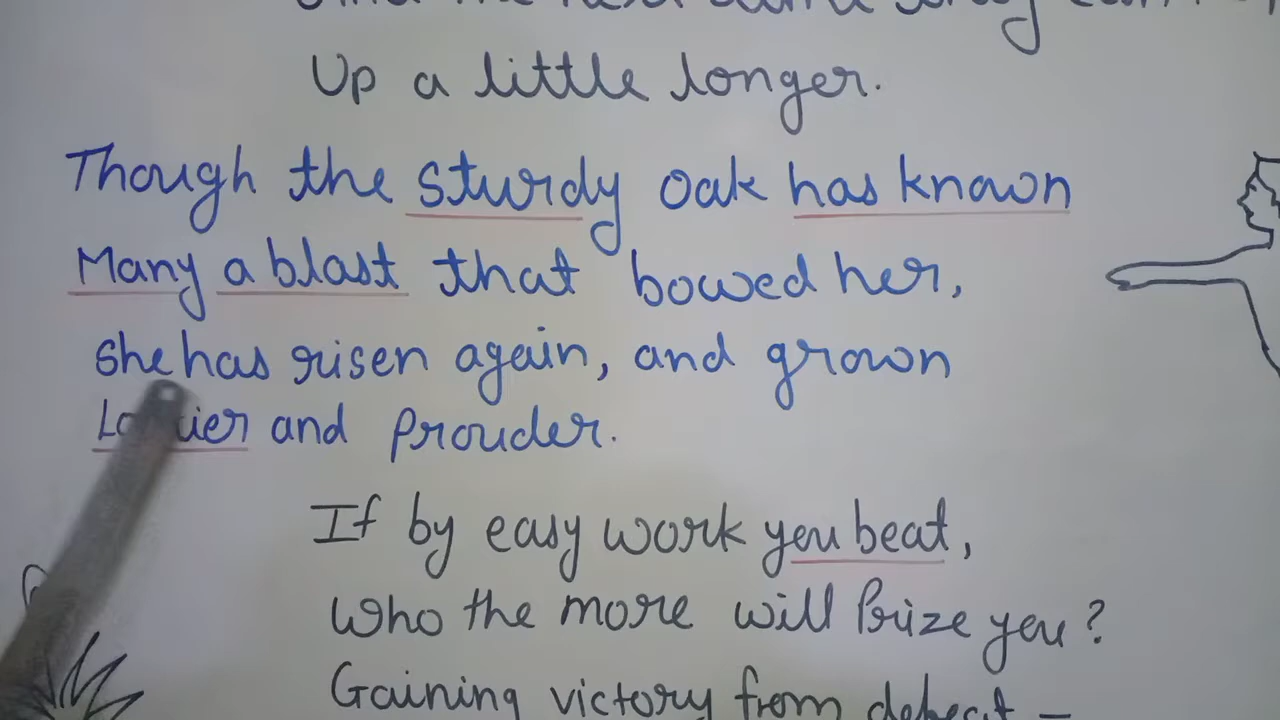 Up a little longer.
Though the sturdy oak has known
Many a blast that bowed her,
She has risen again, and grown
and Prouder.
If by easy work you beat,
Who the more will Prize you?
Gaining victory from defeat –